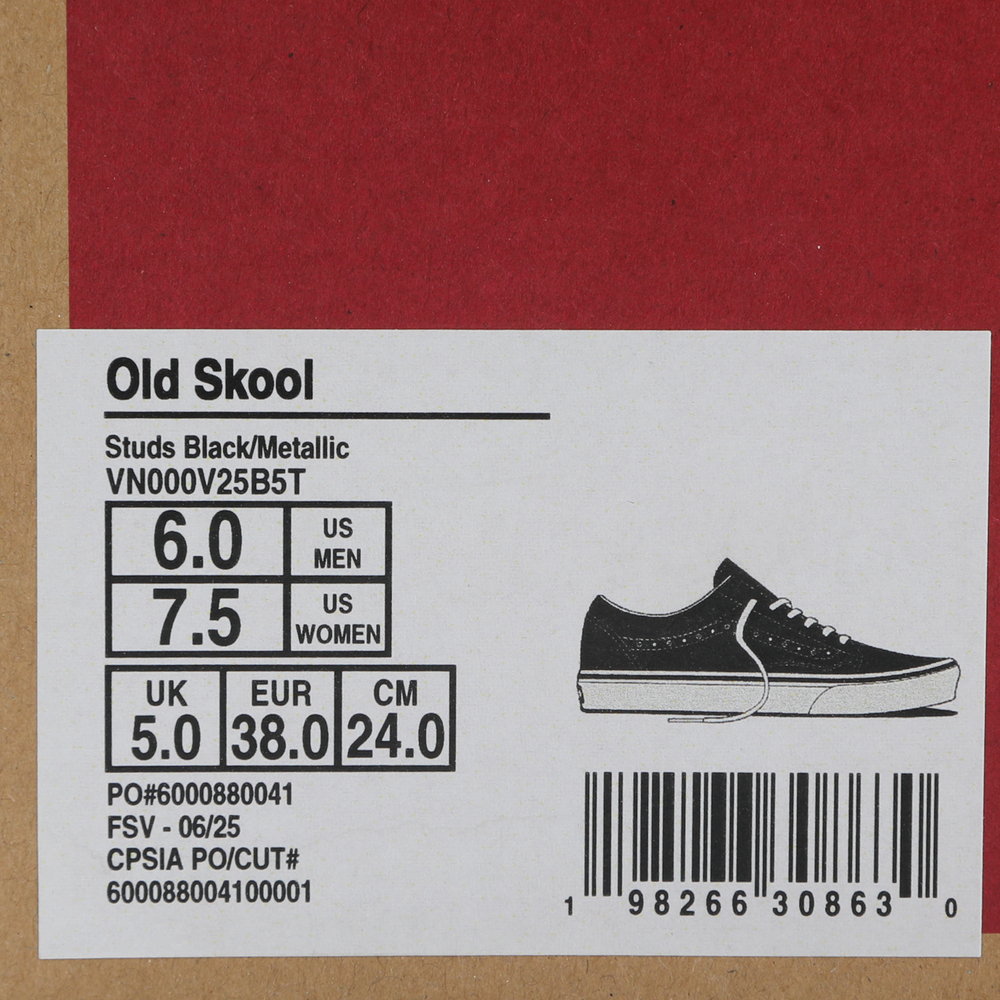 Old Skool
Studs Black/Metallic
VN000V25B5T
6.0 US MEN
7.5 US WOMEN
UK EUR CM
5.0 38.0 24.0
PO#6000880041
FSV - 06/25
CPSIA PO/CUT#
600088004100001
1 98266 30863 0